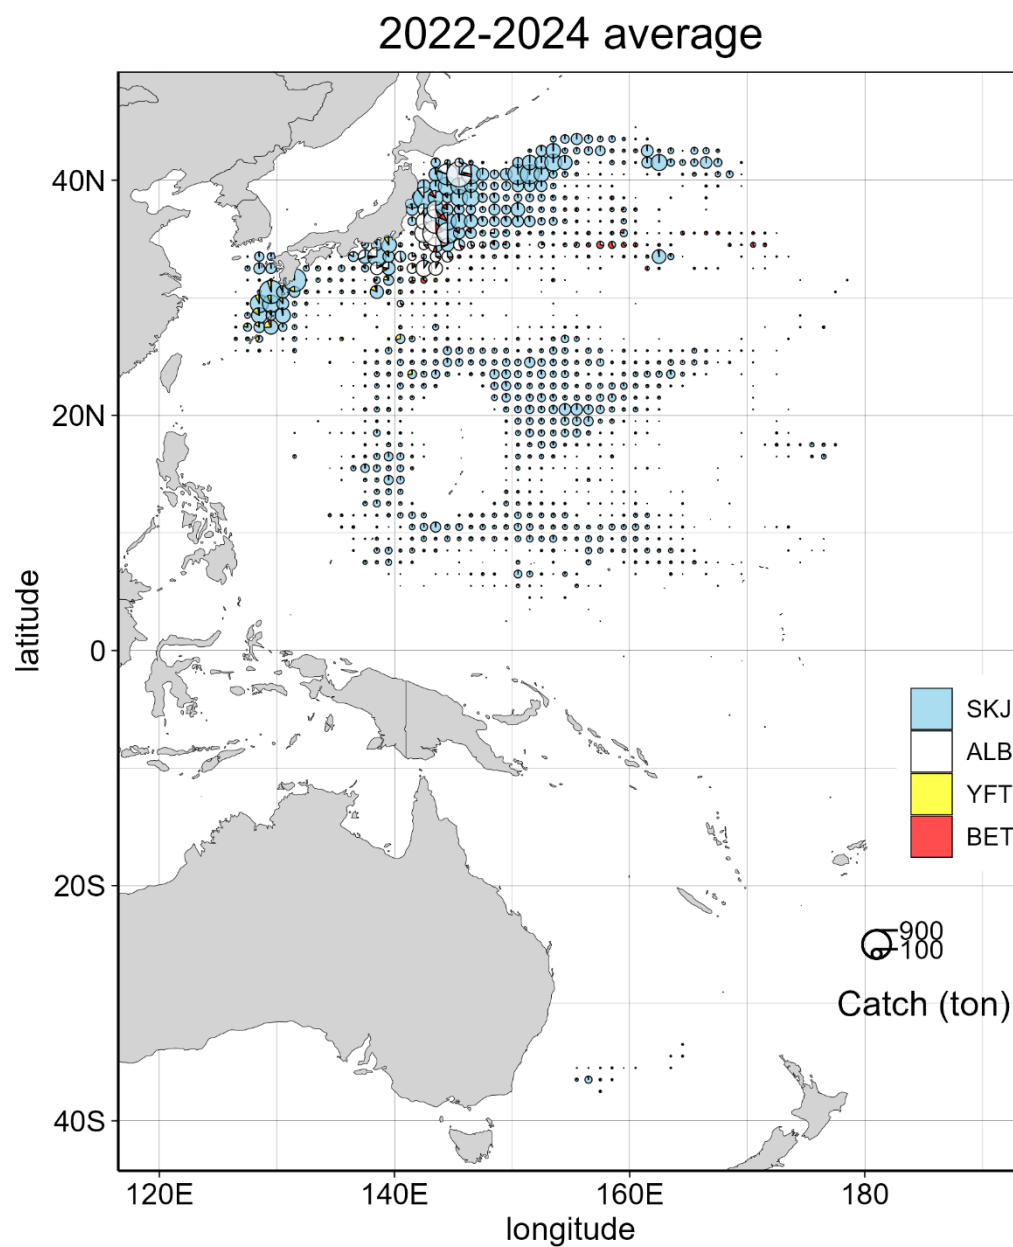 2022-2024 average
40N
20N
0
20S
40S
latitude
SKJ
ALB
YFT
BET
900
100
Catch (ton)
120E
140E
160E
180
longitude